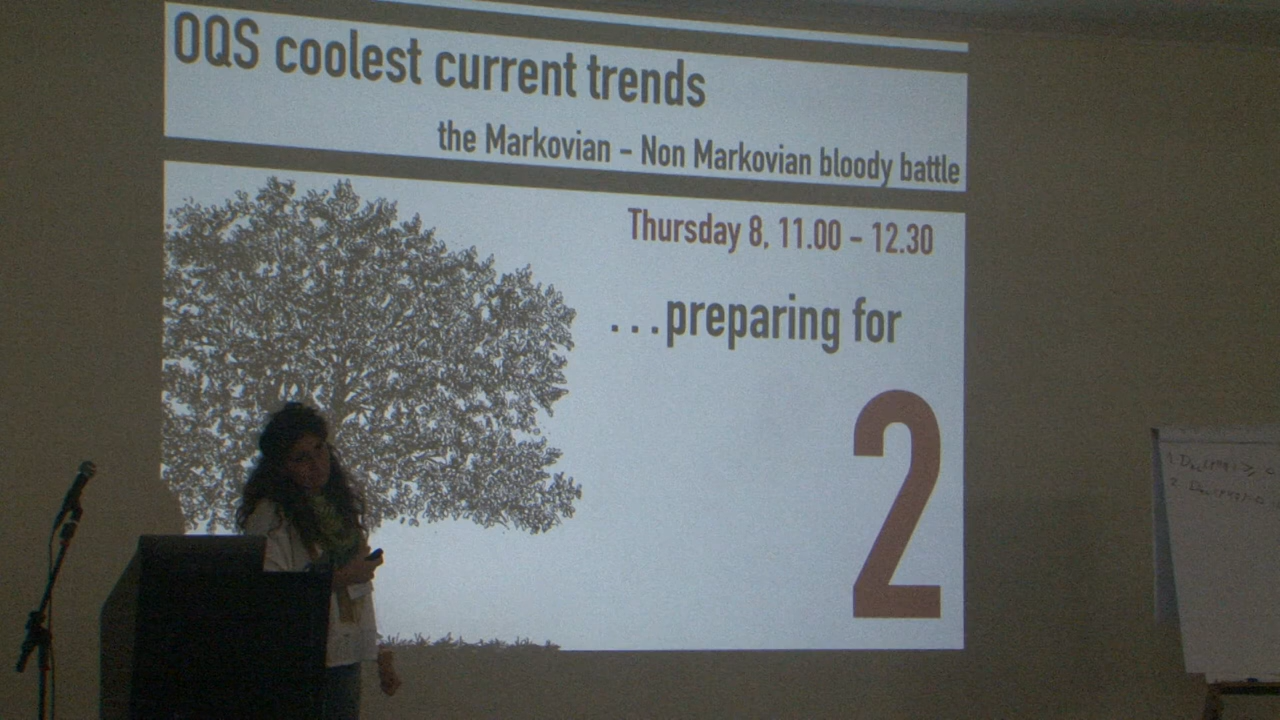 OQS coolest current trends
the Markovian – Non Markovian bloody battle
Thursday 8, 11.00 – 12.30
...preparing for
2